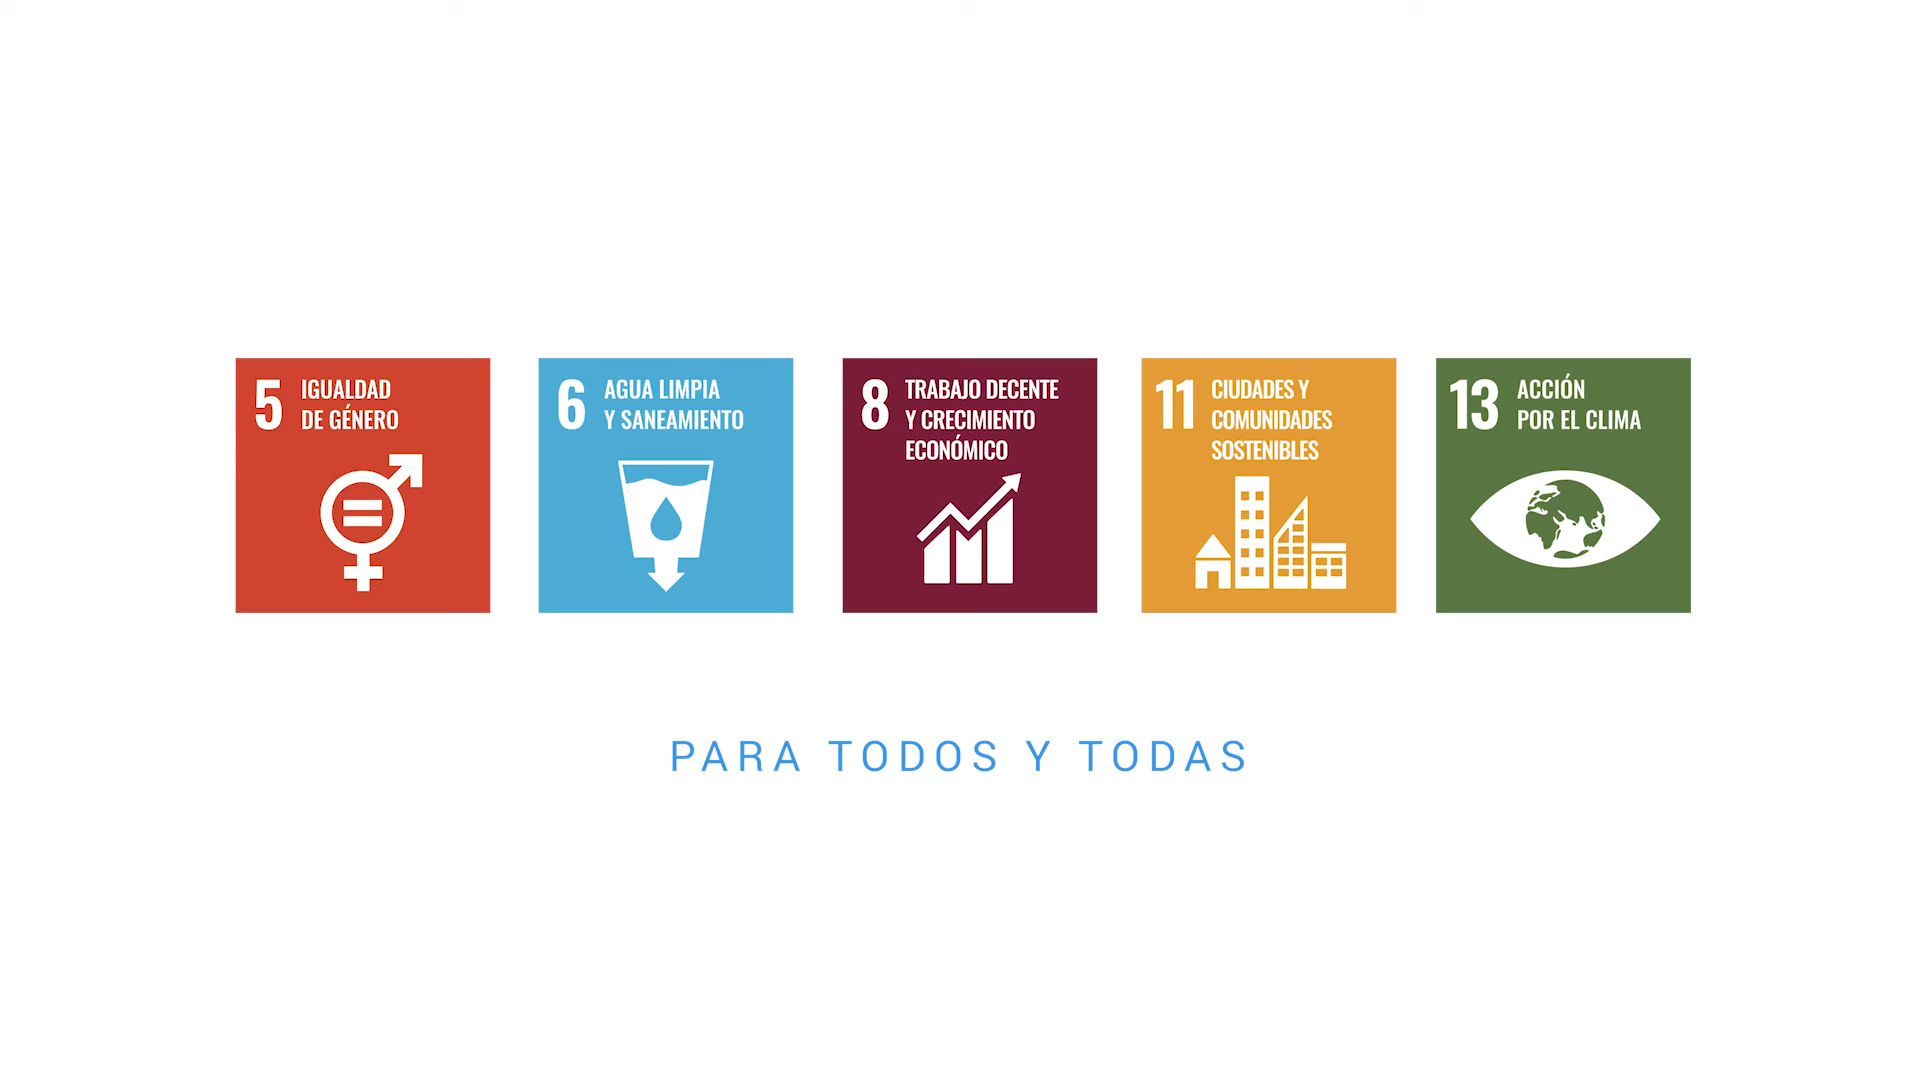 5 IGUALDAD
DE GÉNERO
6 AGUA LIMPIA
Y SANEAMIENTO
8 TRABAJO DECENTE
Y CRECIMIENTO
ECONÓMICO
11 CIUDADES Y
COMUNIDADES
SOSTENIBLES
13 ACCIÓN
POR EL CLIMA
PARA TODOS Y TODAS